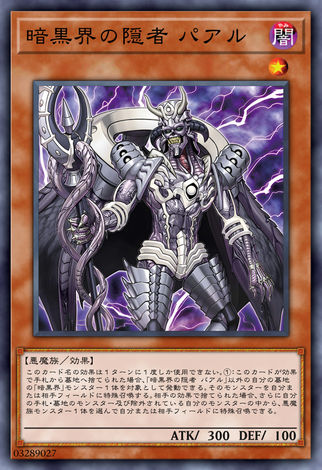 暗黒界の隠者 パアル
やみ
闇
【悪魔族/効果】
このカード名の効果は1ターンに1度しか使用できない。①:このカードが効果
で手札から墓地へ捨てられた場合、「暗黒界の隠者 パアル」以外の自分の墓地
の「暗黒界」モンスター1体を対象として発動できる。そのモンスターを自分ま
たは相手フィールドに特殊召喚する。相手の効果で捨てられた場合、さらに自分
の手札・墓地のモンスター及び除外されている自分のモンスターの中から、悪魔
族モンスター1体を選んで自分または相手フィールドに特殊召喚できる。
ATK/ 300 DEF/ 100
03289027